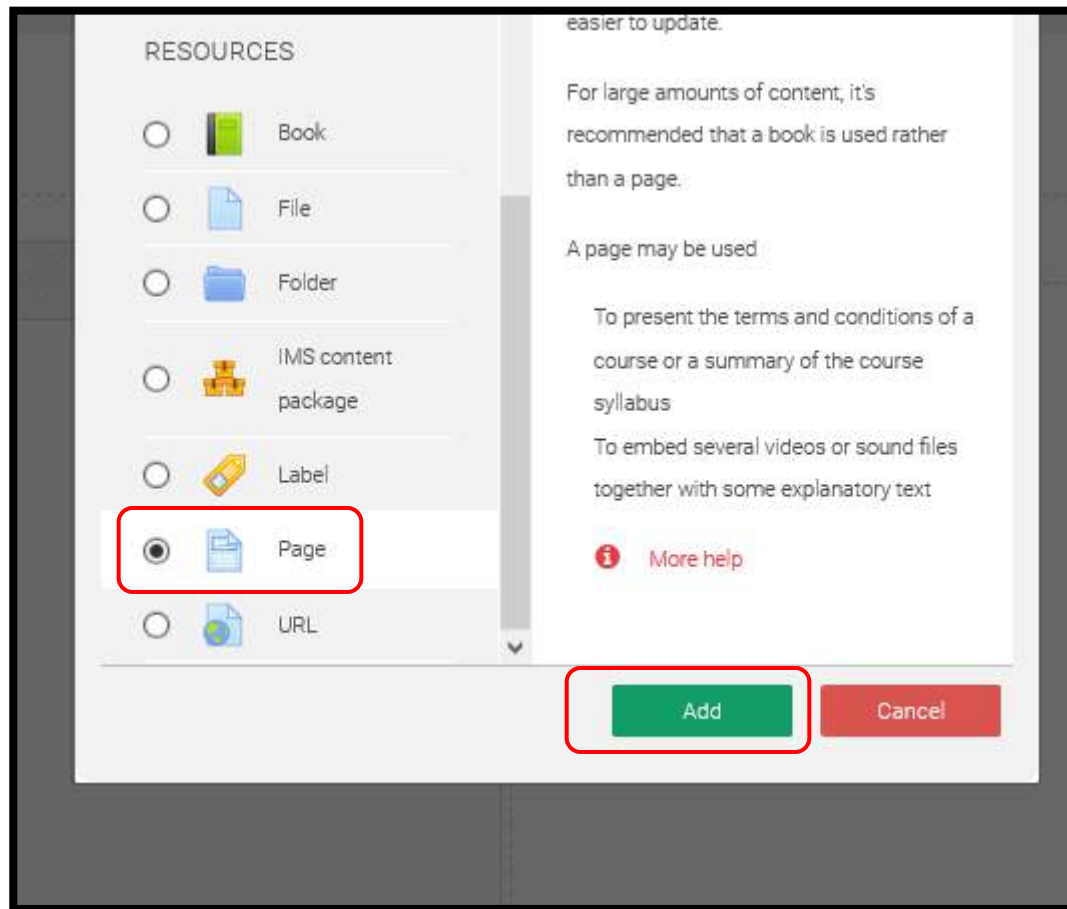 RESOURCES
Book
File
Folder
IMS content
package
Label
Page
URL
easier to update.
For large amounts of content, it's
recommended that a book is used rather
than a page.
A page may be used
To present the terms and conditions of a
course or a summary of the course
syllabus
To embed several videos or sound files
together with some explanatory text
More help
Add
Cancel